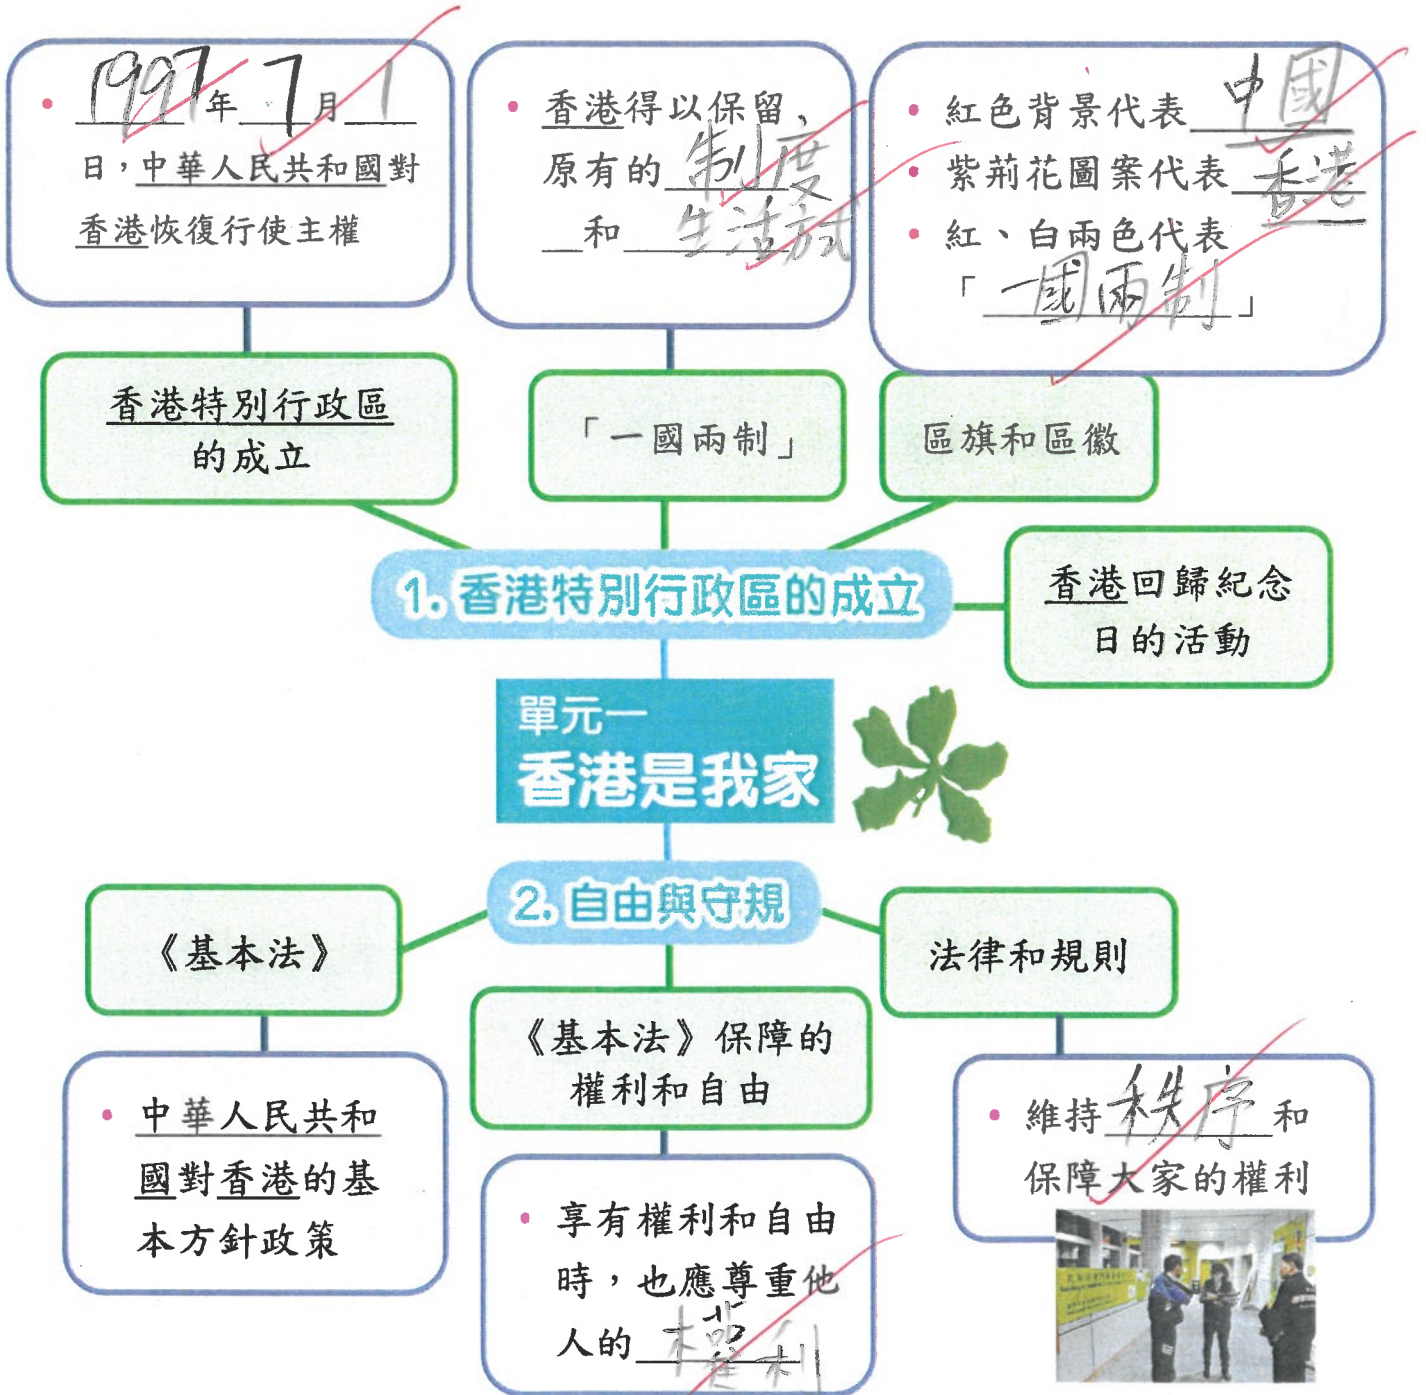 • 1997年7月1
日，中華人民共和國對
香港恢復行使主權
• 香港得以保留
原有的制度
和生活方式
• 紅色背景代表中國
• 紫荊花圖案代表香港
• 紅、白兩色代表
「一國兩制」
香港特別行政區
的成立
「一國兩制」
區旗和區徽
1. 香港特別行政區的成立
香港回歸紀念
日的活動
單元一
香港是我家
2. 自由與守規
《基本法》
《基本法》保障的
權利和自由
法律和規則
• 中華人民共和
國對香港的基
本方針政策
• 享有權利和自由
時，也應尊重他
人的權利
• 維持秩序和
保障大家的權利